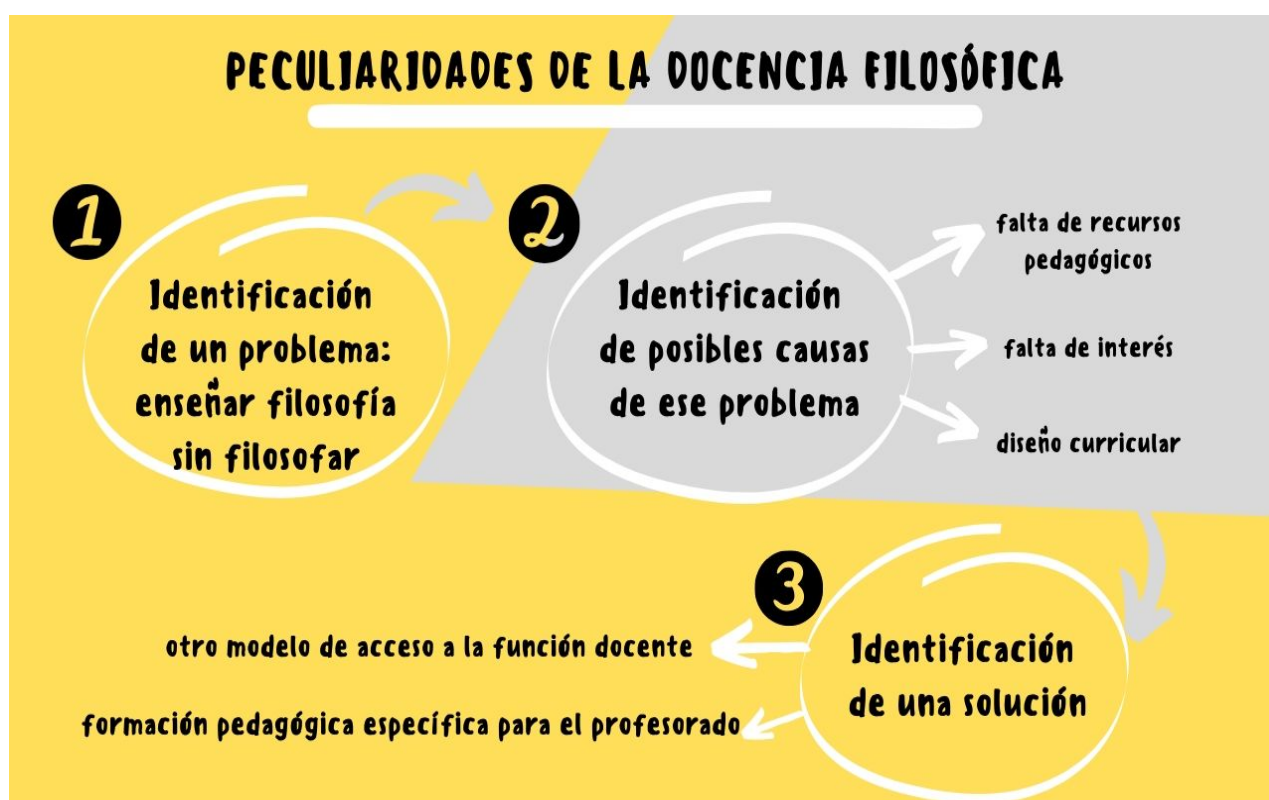 PECULIARIDADES DE LA DOCENCIA FILOSÓFICA
1
Identificación
de un problema:
enseñar filosofía
sin filosofar
2
Identificación
de posibles causas
de ese problema
falta de recursos
pedagógicos
falta de interés
diseño curricular
3
Identificación
de una solución
otro modelo de acceso a la función docente
formación pedagógica específica para el profesorado